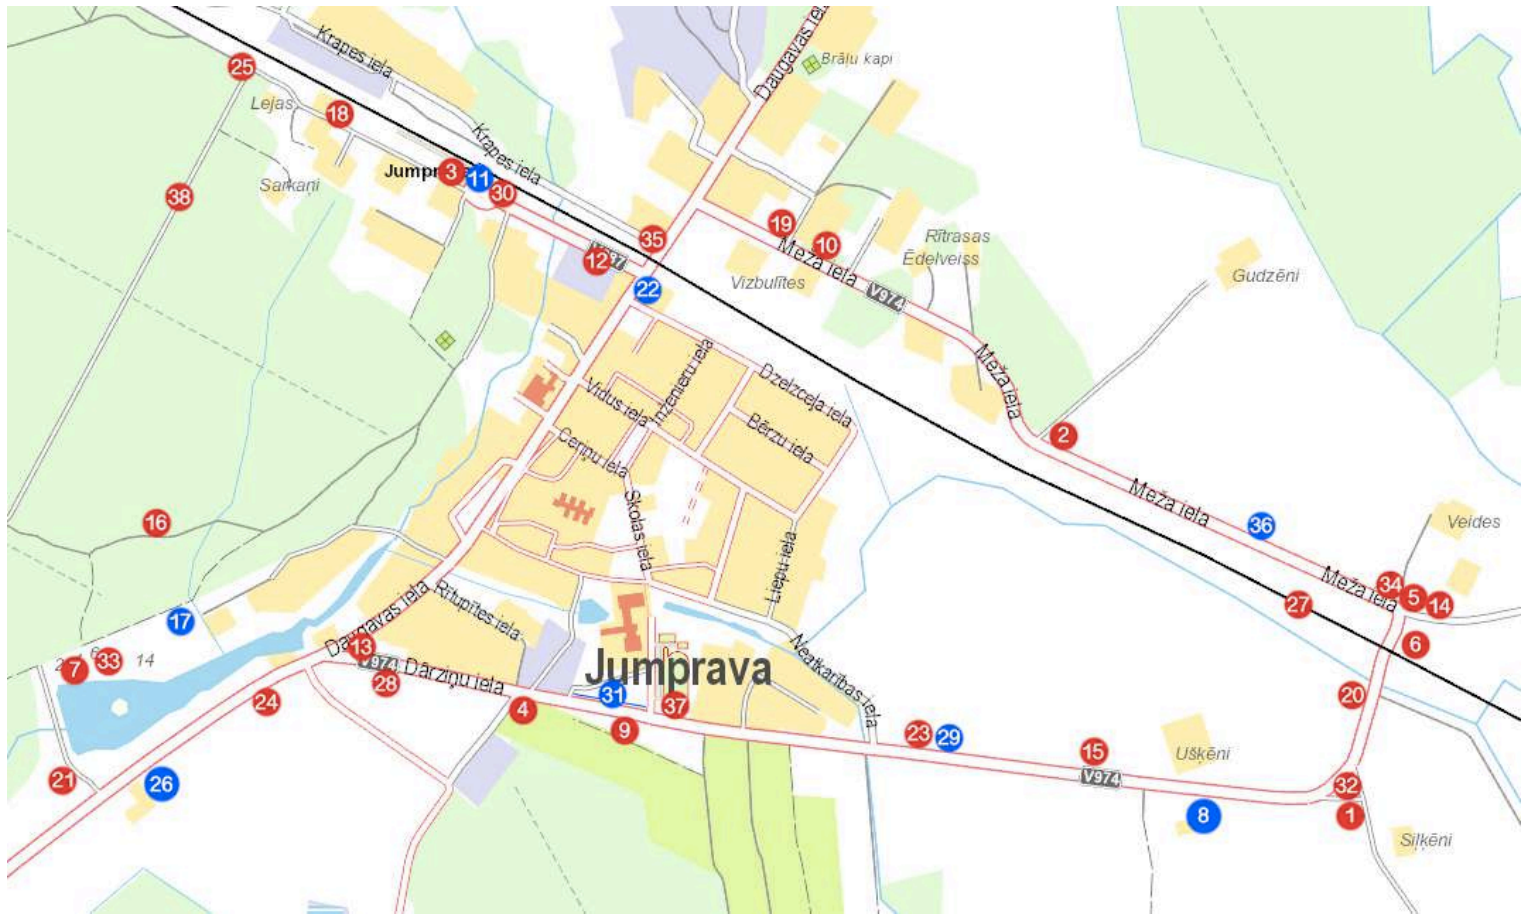 Krapes iela
Daugavas iela
Brāļu kapi
25
Lejas
18
Krapes iela
3
11
30
Sarkaņi
38
35
19
10
Meža iela
Rītrasas
Ēdelveiss
12
Vizbulītes
V974
Gudzēni
22
Inženieru iela
Vidus iela
Dzelzceļa iela
Meža iela
Bērzu iela
2
Ceriņu iela
Skolas iela
Meža iela
36
Veides
16
Liepu iela
Meža iela
34
5
14
27
Rītupītes iela
17
6
Daugavas iela
13
Neatkarības iela
7
33
14
V974
28
Dārziņu iela
Jumprava
31
37
20
24
4
9
23
29
15
Ušķēni
21
26
V974
32
8
1
Siļķēni